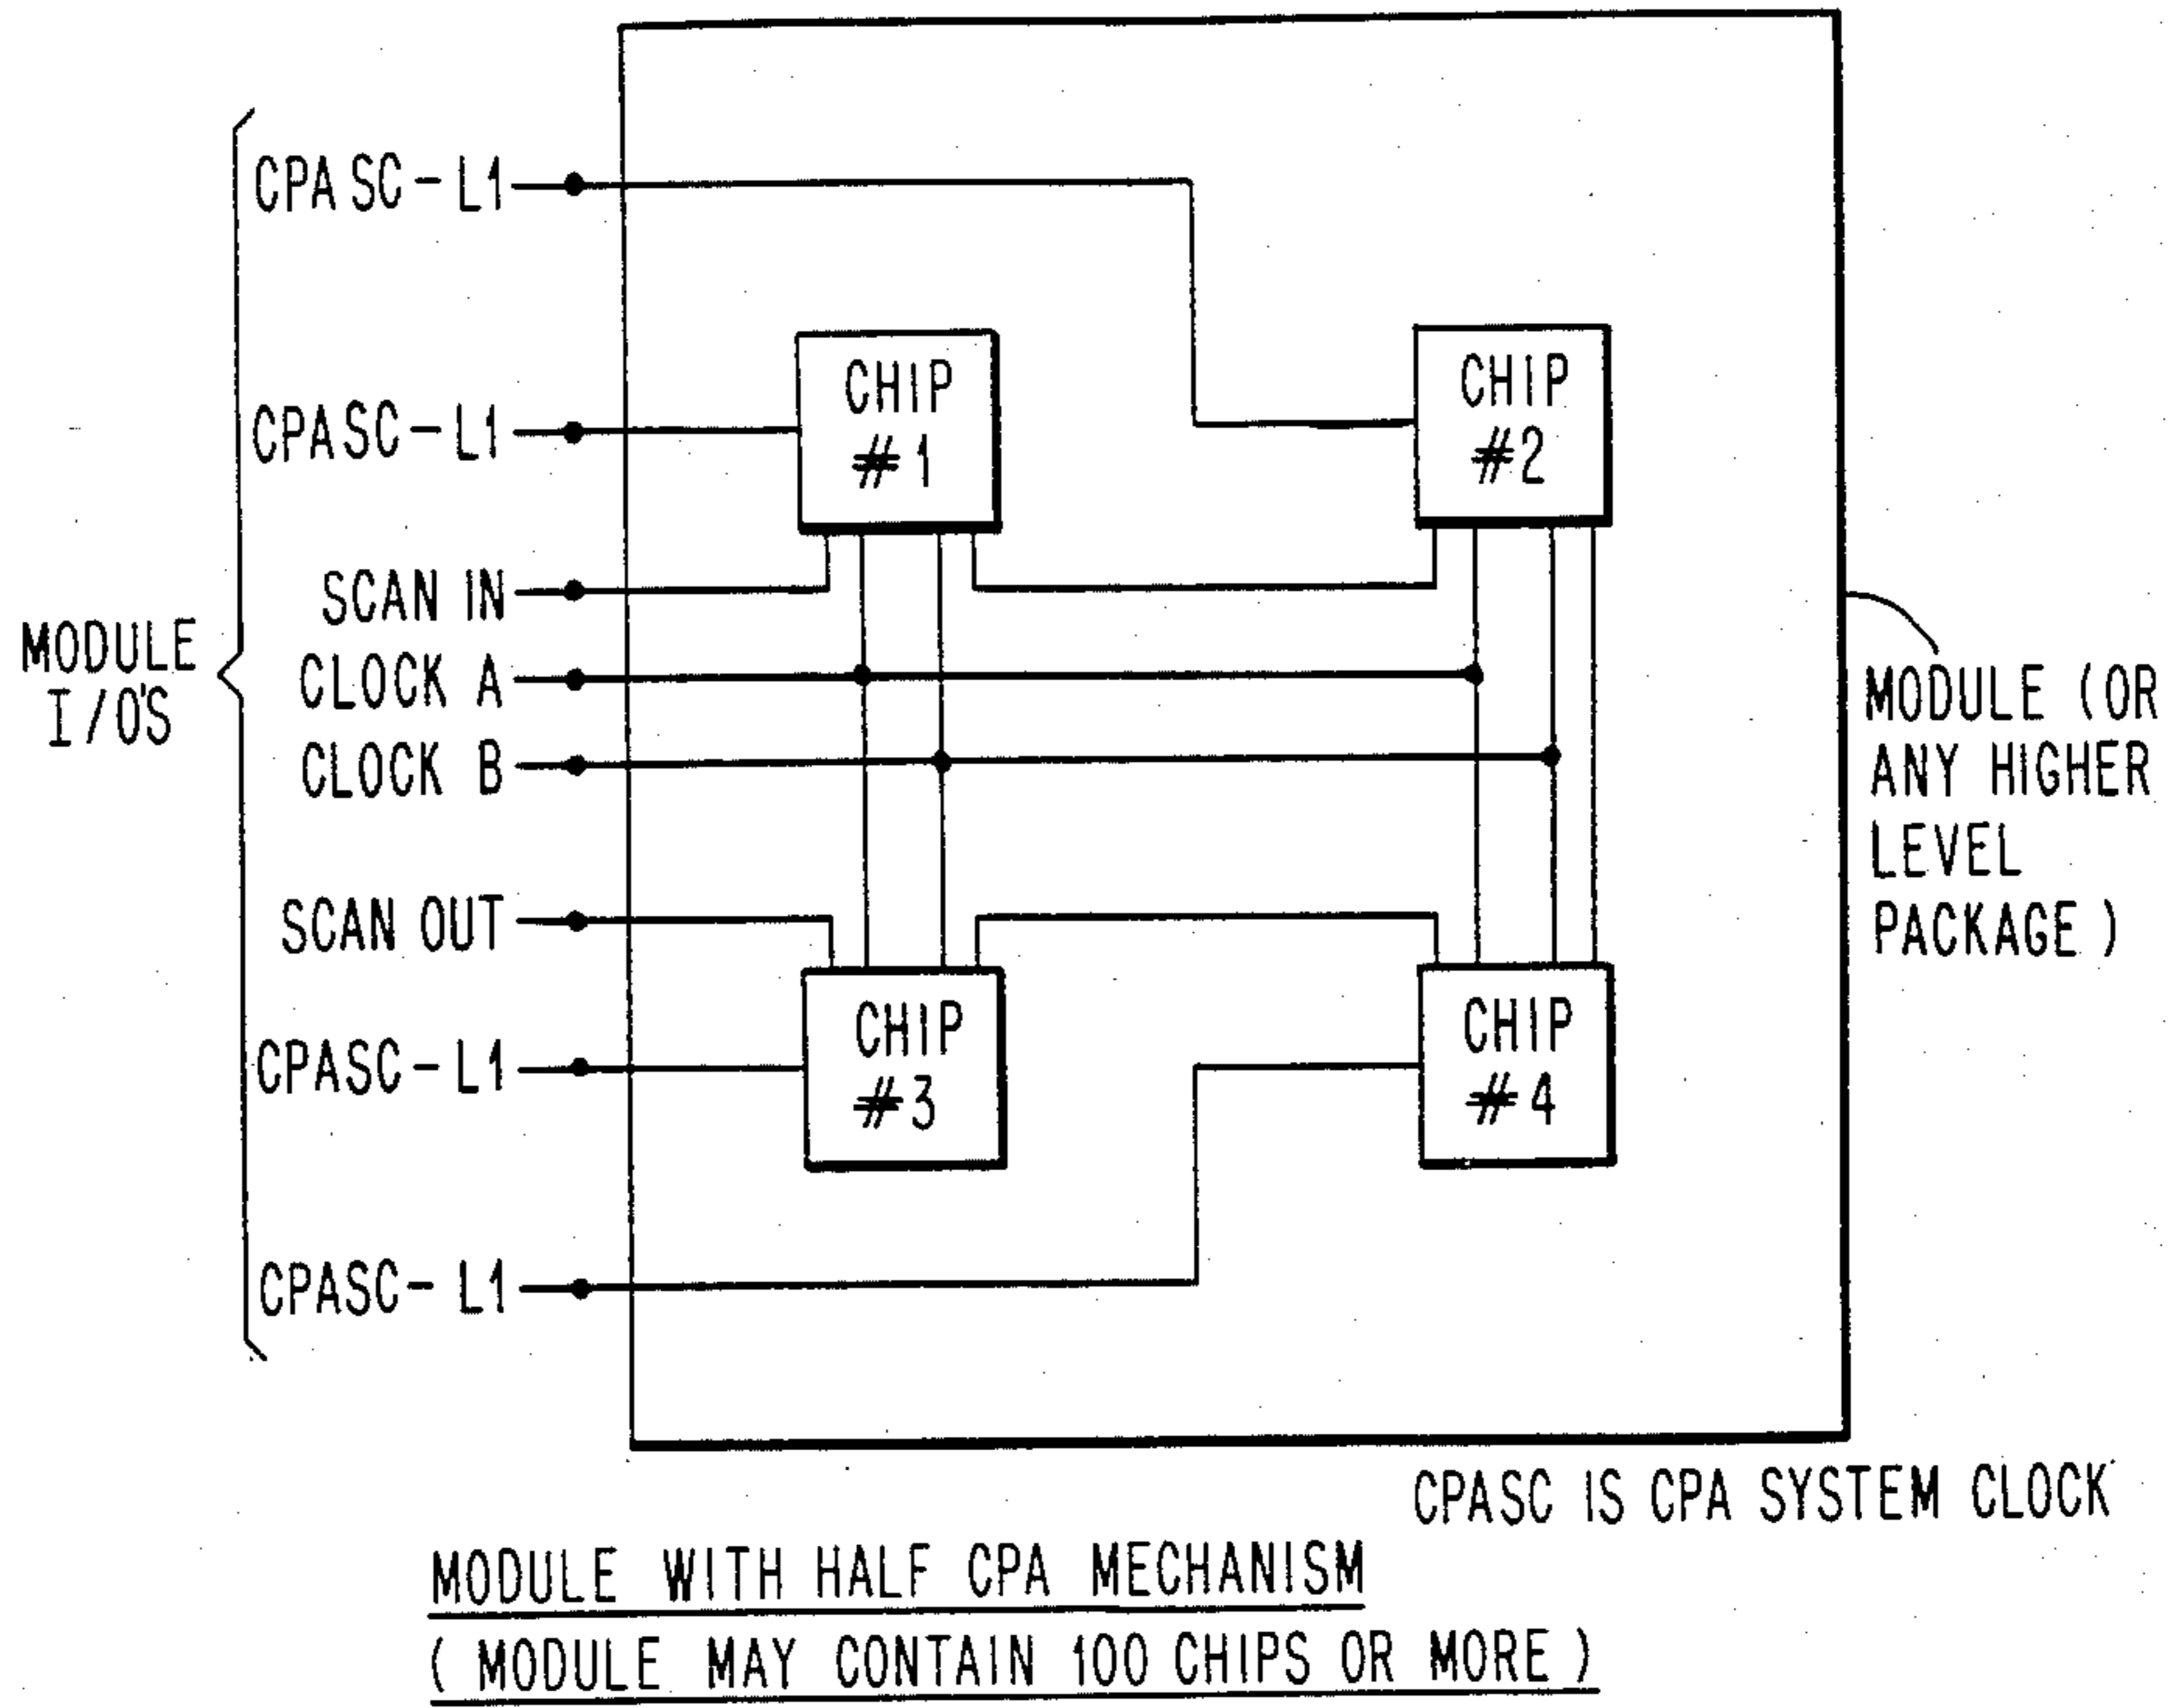 CPASC-L1
CPASC-L1
SCAN IN
CLOCK A
CLOCK B
SCAN OUT
CPASC-L1
CPASC-L1
MODULE
I/O'S
CHIP
#1
CHIP
#2
CHIP
#3
CHIP
#4
MODULE (OR
ANY HIGHER
LEVEL
PACKAGE)
CPASC IS CPA SYSTEM CLOCK
MODULE WITH HALF CPA MECHANISM
(MODULE MAY CONTAIN 100 CHIPS OR MORE)